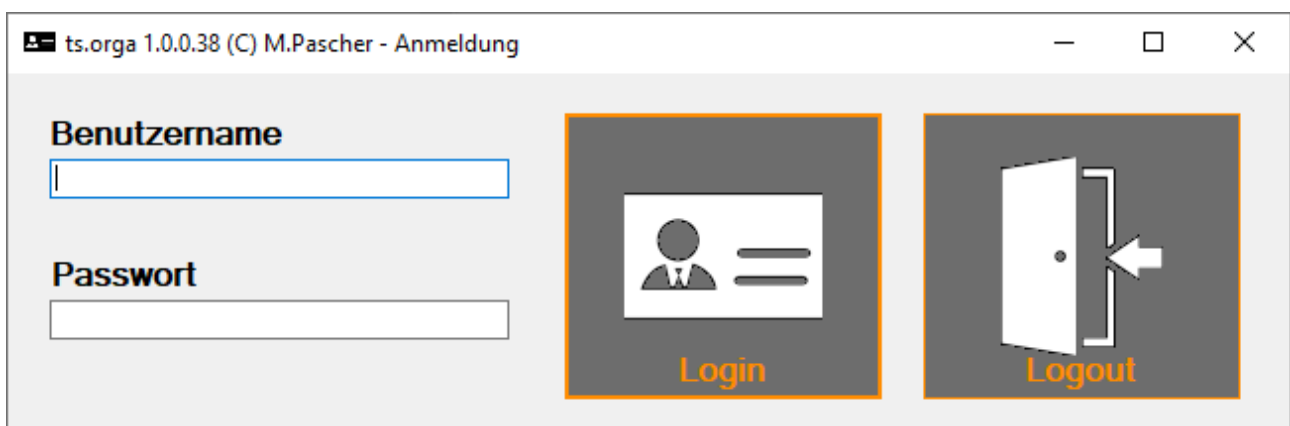 ts.orga 1.0.0.38 (C) M.Pascher - Anmeldung
Benutzername
Passwort
Login
Logout